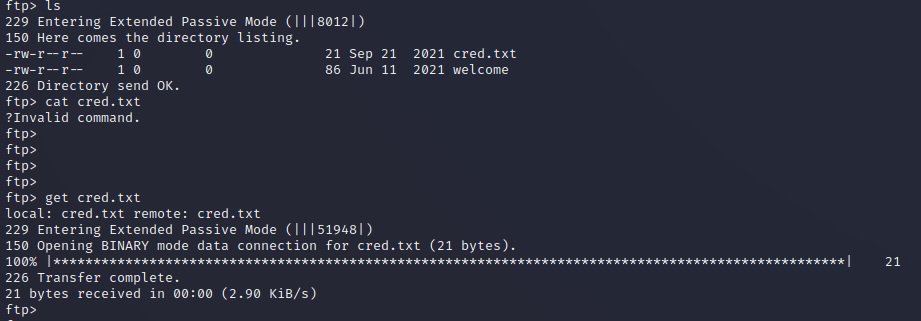 ftp> ls
229 Entering Extended Passive Mode (|||8012|)
150 Here comes the directory listing.
-rw-r--r--    1 0        0              21 Sep 21  2021 cred.txt
-rw-r--r--    1 0        0              86 Jun 11  2021 welcome
226 Directory send OK.
ftp> cat cred.txt
?Invalid command.
ftp>
ftp>
ftp>
ftp>
ftp> get cred.txt
local: cred.txt remote: cred.txt
229 Entering Extended Passive Mode (|||51948|)
150 Opening BINARY mode data connection for cred.txt (21 bytes).
100% |***************************************************************************************************|    21
226 Transfer complete.
21 bytes received in 00:00 (2.90 KiB/s)
ftp>